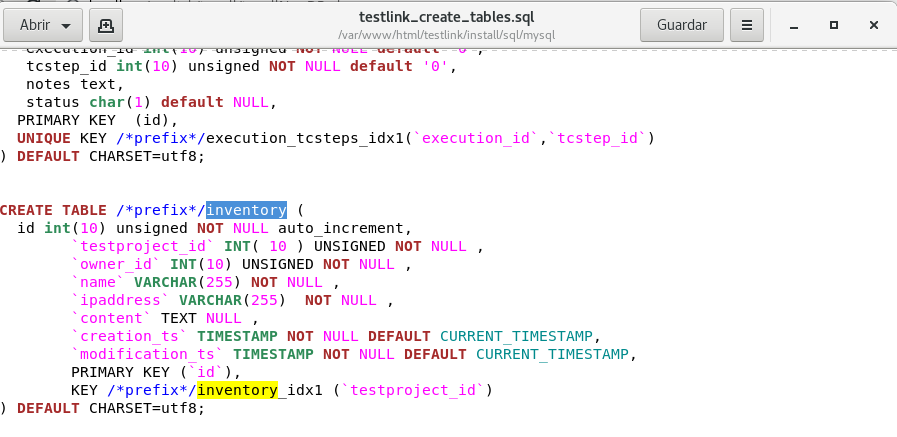 Abrir
testlink_create_tables.sql
/var/www/html/testlink/install/sql/mysql
Guardar
execution_id int(10) unsigned NOT NULL default '0',
tcstep_id int(10) unsigned NOT NULL default '0',
notes text,
status char(1) default NULL,
PRIMARY KEY  (id),
UNIQUE KEY /*prefix*/execution_tcsteps_idx1(`execution_id`,`tcstep_id`)
) DEFAULT CHARSET=utf8;
CREATE TABLE /*prefix*/inventory (
id int(10) unsigned NOT NULL auto_increment,
`testproject_id` INT( 10 ) UNSIGNED NOT NULL ,
`owner_id` INT(10) UNSIGNED NOT NULL ,
`name` VARCHAR(255) NOT NULL ,
`ipaddress` VARCHAR(255)  NOT NULL ,
`content` TEXT NULL ,
`creation_ts` TIMESTAMP NOT NULL DEFAULT CURRENT_TIMESTAMP,
`modification_ts` TIMESTAMP NOT NULL DEFAULT CURRENT_TIMESTAMP,
PRIMARY KEY (`id`),
KEY /*prefix*/inventory_idx1 (`testproject_id`)
) DEFAULT CHARSET=utf8;